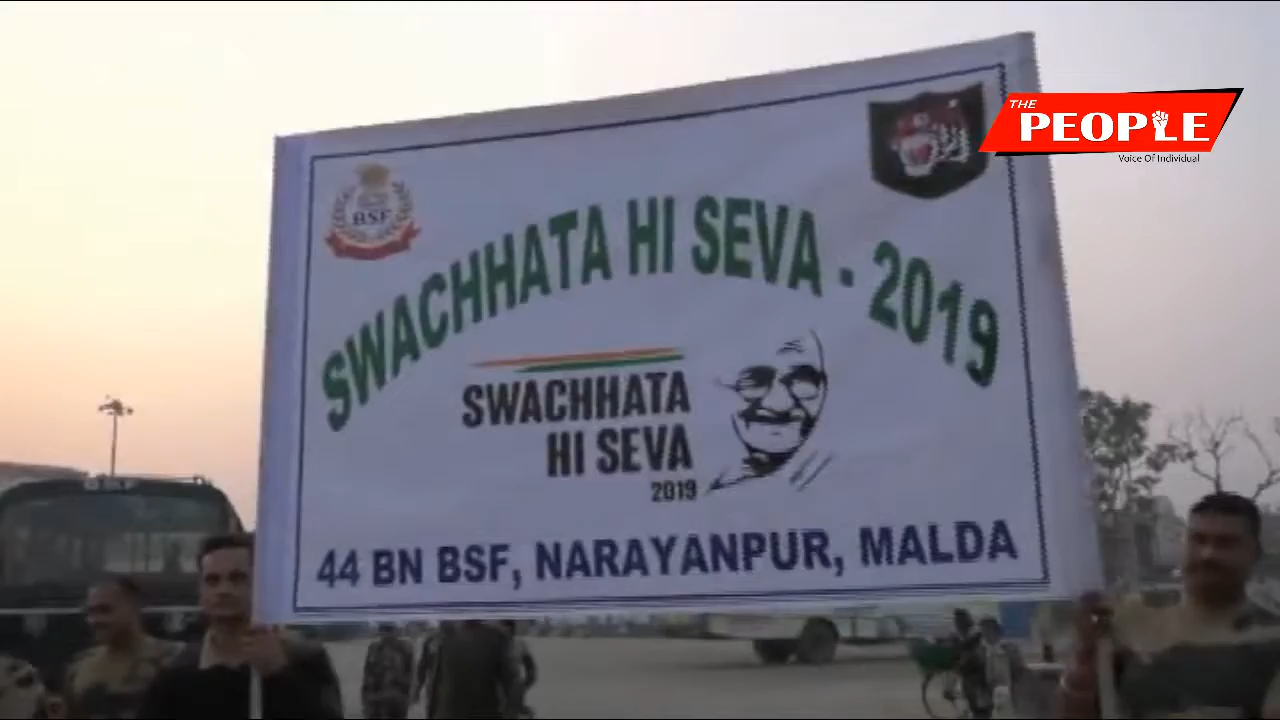 THE
PEOPLE
Voice Of Individual
BSF
SWACHHATA HI SEVA - 2019
SWACHHATA
HI SEVA
2019
44 BN BSF, NARAYANPUR, MALDA